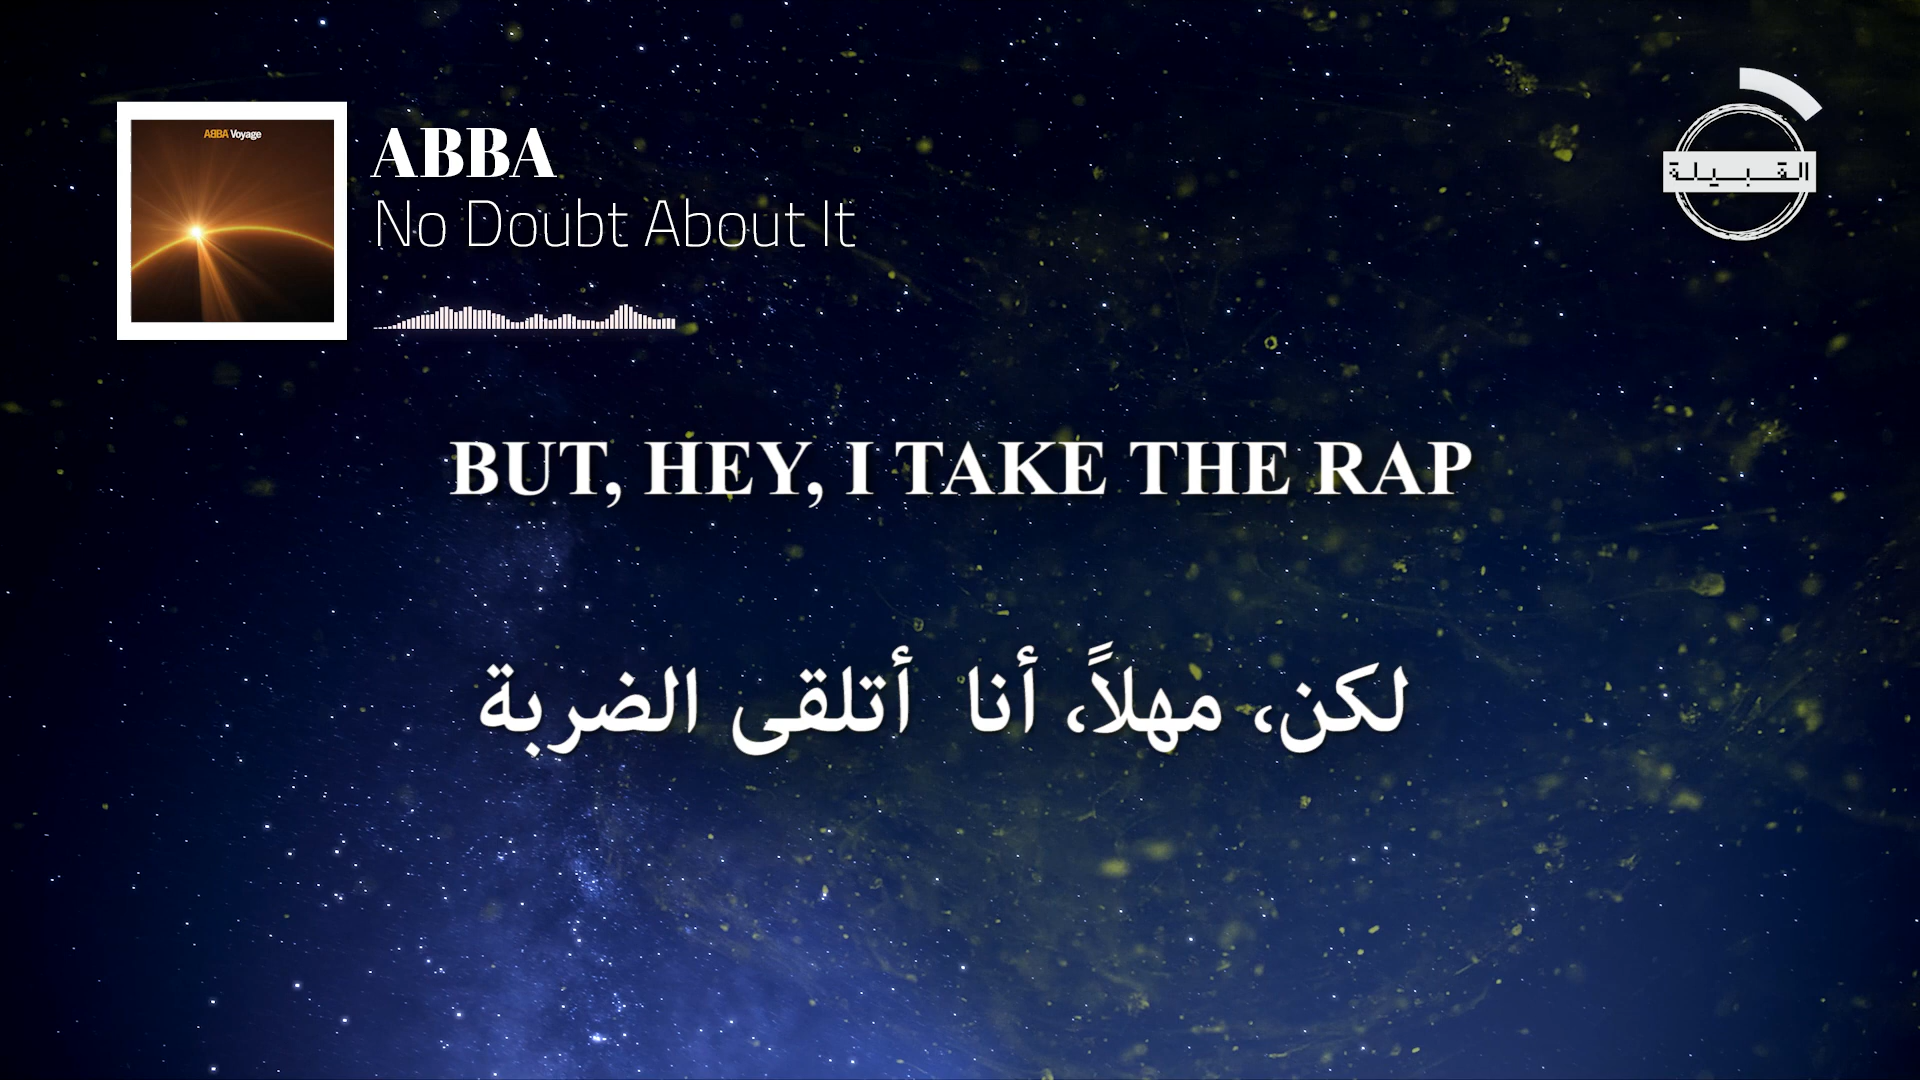 ABBA Voyage
ABBA
No Doubt About It
القبيلة
BUT, HEY, I TAKE THE RAP
لكن، مهلاً، أنا أتلقى الضربة